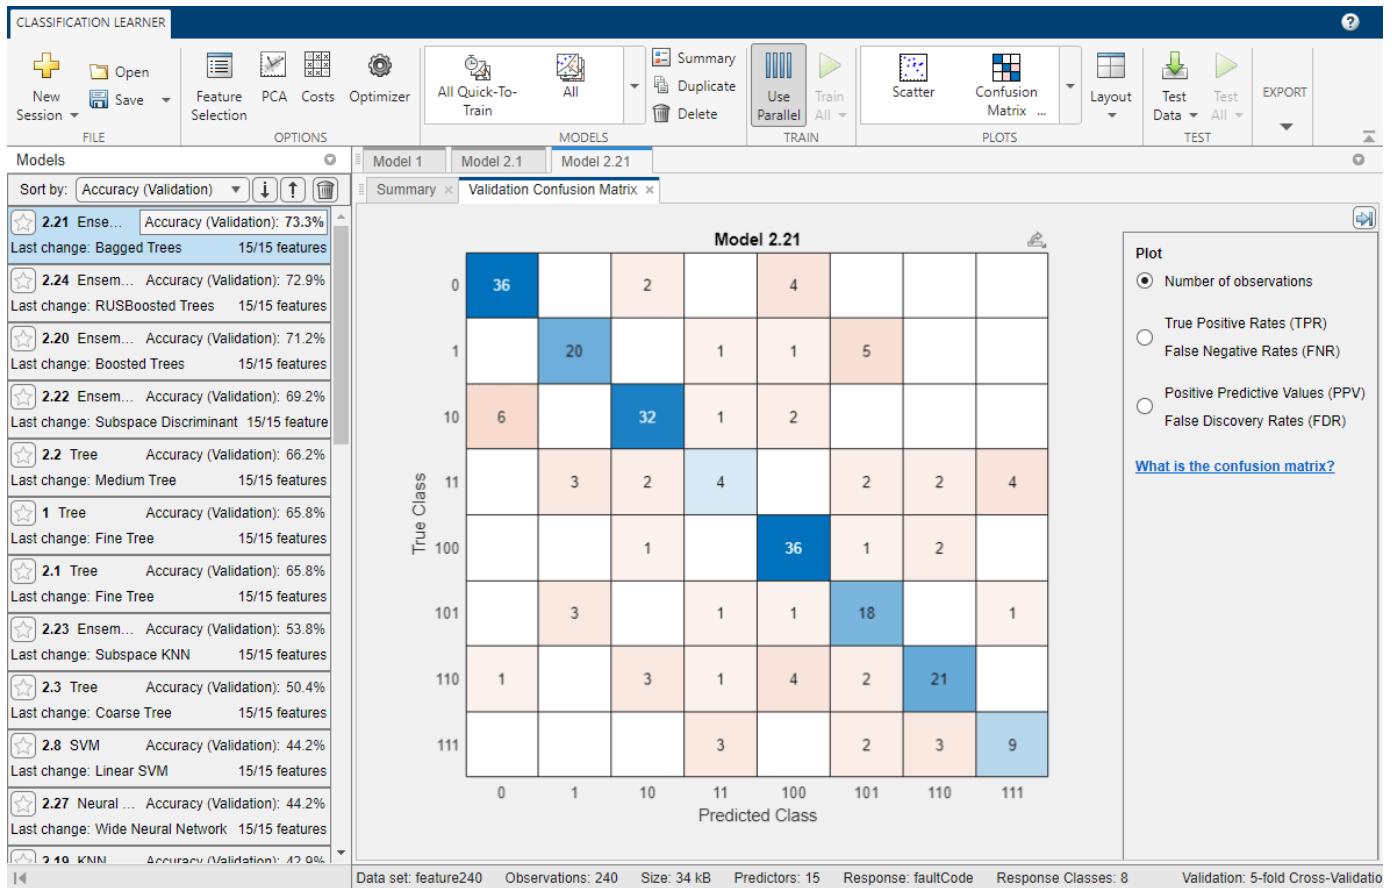 CLASSIFICATION LEARNER
?
New Session
Open
Save
FILE
Feature Selection
PCA
Costs
Optimizer
OPTIONS
All Quick-To-Train
All
MODELS
Summary
Duplicate
Delete
Use Parallel
Train All
TRAIN
Scatter
Confusion Matrix ...
PLOTS
Layout
Test Data
Test All
TEST
EXPORT
Models
Sort by: Accuracy (Validation)
2.21 Ense... Accuracy (Validation): 73.3%
Last change: Bagged Trees 15/15 features
2.24 Ensem... Accuracy (Validation): 72.9%
Last change: RUSBoosted Trees 15/15 features
2.20 Ensem... Accuracy (Validation): 71.2%
Last change: Boosted Trees 15/15 features
2.22 Ensem... Accuracy (Validation): 69.2%
Last change: Subspace Discriminant 15/15 feature
2.2 Tree Accuracy (Validation): 66.2%
Last change: Medium Tree 15/15 features
1 Tree Accuracy (Validation): 65.8%
Last change: Fine Tree 15/15 features
2.1 Tree Accuracy (Validation): 65.8%
Last change: Fine Tree 15/15 features
2.23 Ensem... Accuracy (Validation): 53.8%
Last change: Subspace KNN 15/15 features
2.3 Tree Accuracy (Validation): 50.4%
Last change: Coarse Tree 15/15 features
2.8 SVM Accuracy (Validation): 44.2%
Last change: Linear SVM 15/15 features
2.27 Neural ... Accuracy (Validation): 44.2%
Last change: Wide Neural Network 15/15 features
2.19 KNN Accuracy (Validation): 42.9%
Model 1 Model 2.1 Model 2.21
Summary Validation Confusion Matrix
Model 2.21
True Class
0 36 2 4
1 20 1 1 5
10 6 32 1 2
11 3 2 4 2 2 4
100 1 36 1 2
101 3 1 1 18 1
110 1 3 1 4 2 21
111 3 2 3 9
0 1 10 11 100 101 110 111
Predicted Class
Plot
Number of observations
True Positive Rates (TPR)
False Negative Rates (FNR)
Positive Predictive Values (PPV)
False Discovery Rates (FDR)
What is the confusion matrix?
Data set: feature240 Observations: 240 Size: 34 kB Predictors: 15 Response: faultCode Response Classes: 8 Validation: 5-fold Cross-Validatio